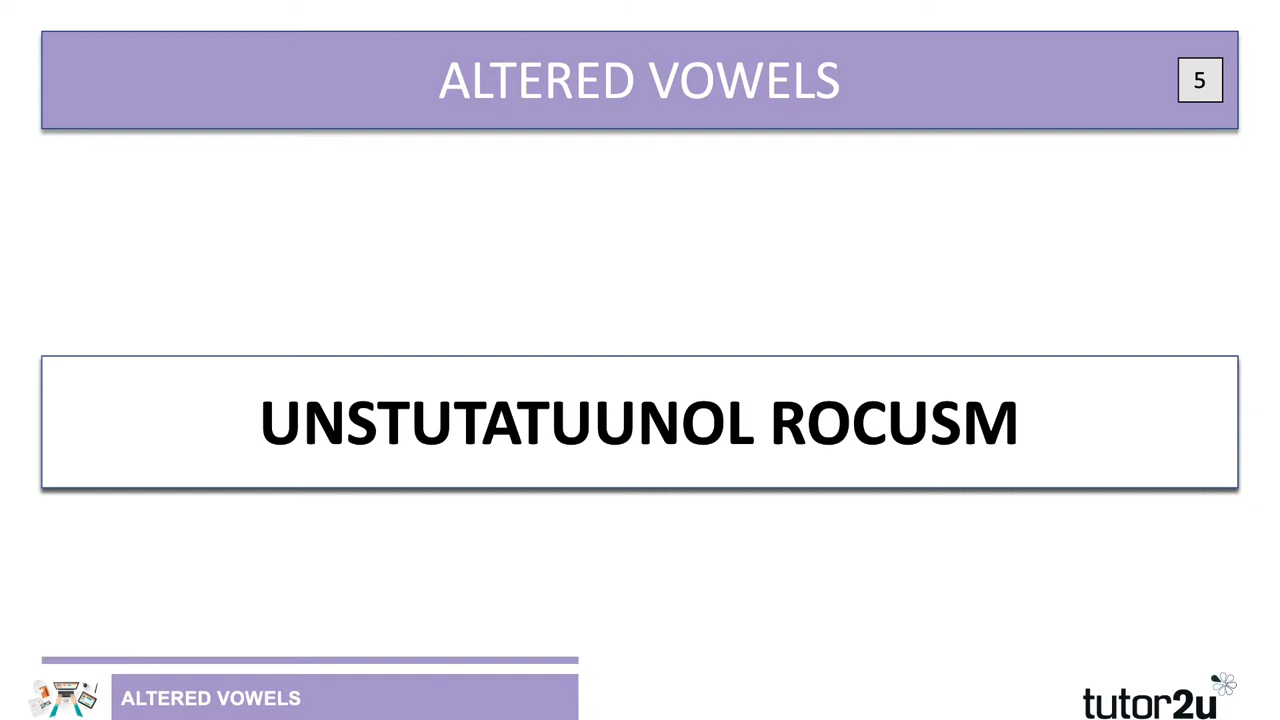 ALTERED VOWELS
5
UNSTUTATUUNOL ROCUSM
ALTERED VOWELS
tutor2u